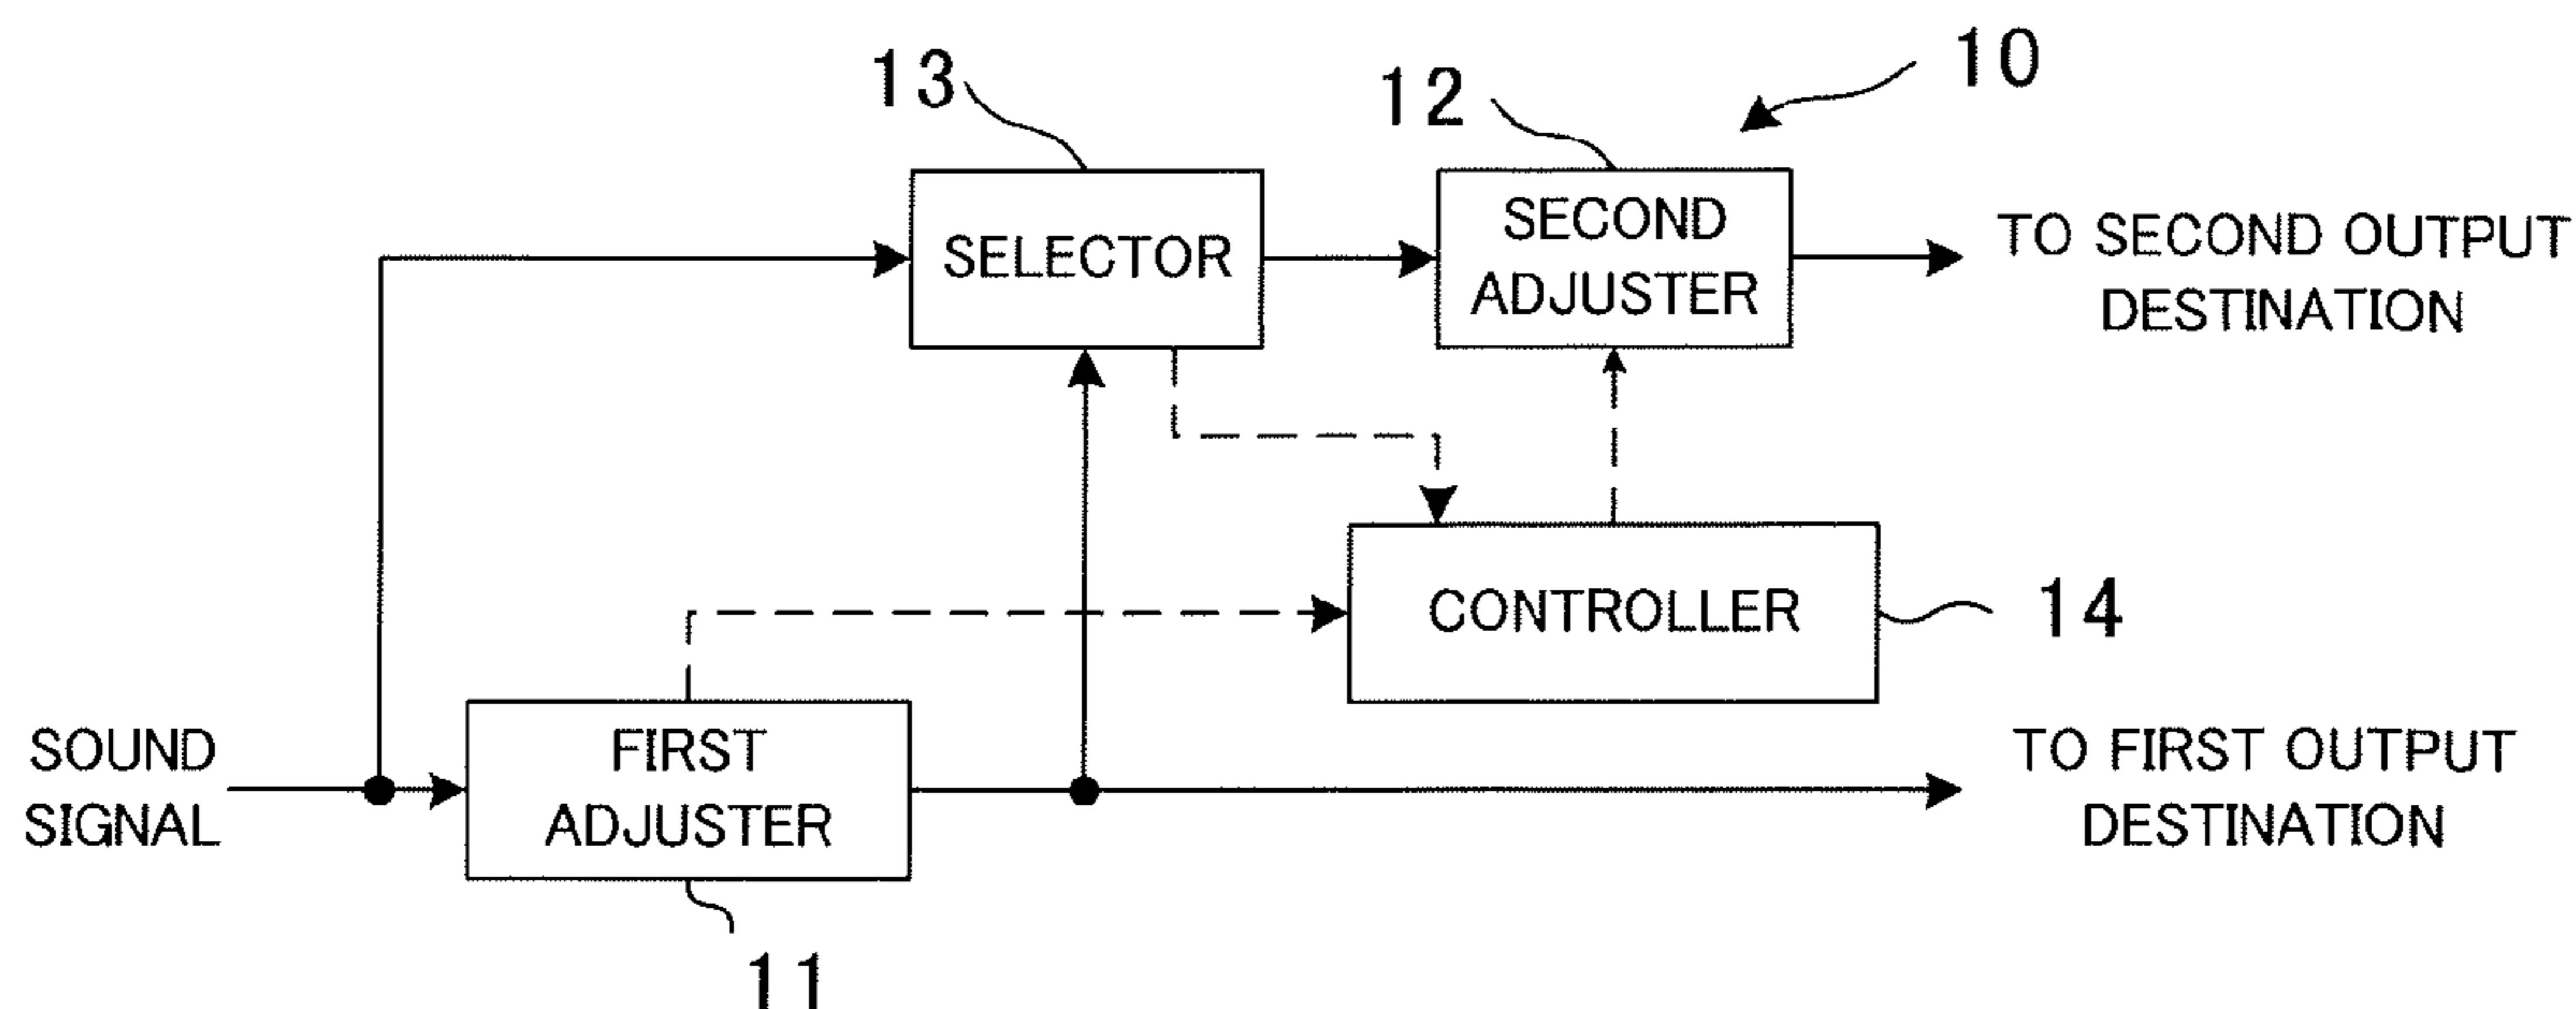 10
13
12
SELECTOR
SECOND
ADJUSTER
TO SECOND OUTPUT
DESTINATION
CONTROLLER
14
SOUND
SIGNAL
FIRST
ADJUSTER
TO FIRST OUTPUT
DESTINATION
11